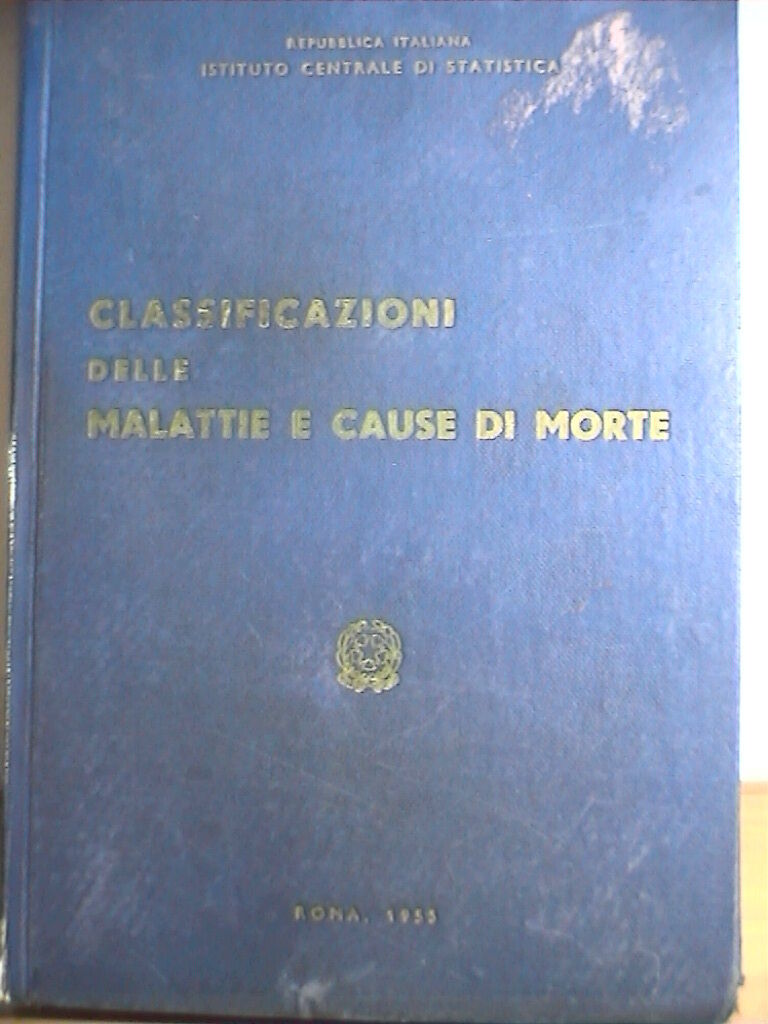 REPUBBLICA ITALIANA
ISTITUTO CENTRALE DI STATISTICA
CLASSIFICAZIONI
DELLE
MALATTIE E CAUSE DI MORTE
ROMA, 1955